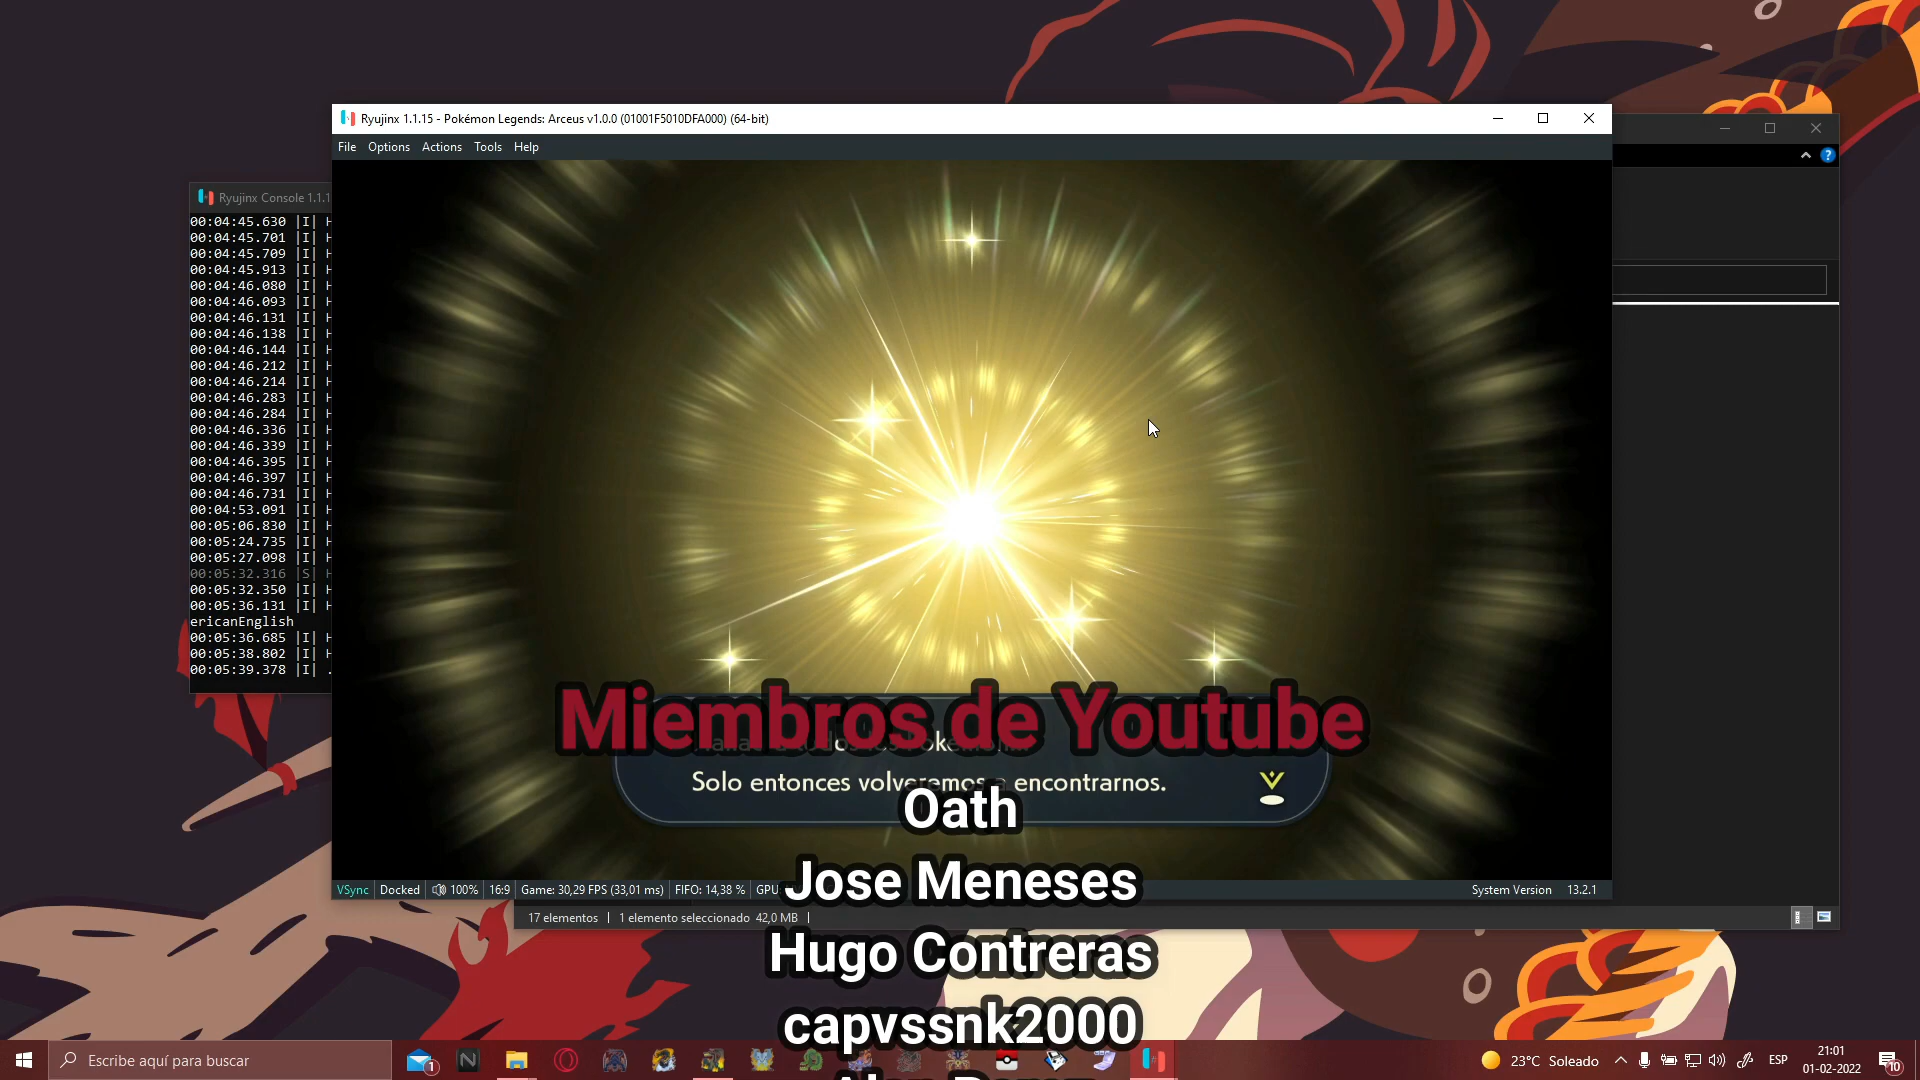 Ryujinx 1.1.15 - Pokémon Legends: Arceus v1.0.0 (01001F5010DFA000) (64-bit)
File Options Actions Tools Help
Ryujinx Console 1.1.1
00:04:45.630 |I| H
00:04:45.701 |I| H
00:04:45.709 |I| H
00:04:45.913 |I| H
00:04:46.080 |I| H
00:04:46.093 |I| H
00:04:46.131 |I| H
00:04:46.138 |I| H
00:04:46.144 |I| H
00:04:46.212 |I| H
00:04:46.214 |I| H
00:04:46.283 |I| H
00:04:46.284 |I| H
00:04:46.336 |I| H
00:04:46.339 |I| H
00:04:46.395 |I| H
00:04:46.397 |I| H
00:04:46.731 |I| H
00:04:53.091 |I| H
00:05:06.830 |I| H
00:05:24.735 |I| H
00:05:27.098 |I| H
00:05:32.316 |S| H
00:05:32.350 |I| H
00:05:36.131 |I| H
ericanEnglish
00:05:36.685 |I| H
00:05:38.802 |I| H
00:05:39.378 |I| .
Miembros de Youtube
Solo entonces volveremos a encontrarnos.
Oath
Jose Meneses
Hugo Contreras
capvssnk2000
VSync Docked 100% 16:9 Game: 30,29 FPS (33,01 ms) FIFO: 14,38 % GPU: System Version 13.2.1
17 elementos 1 elemento seleccionado 42,0 MB
Escribe aquí para buscar
1
23°C Soleado
ESP
21:01
01-02-2022
10